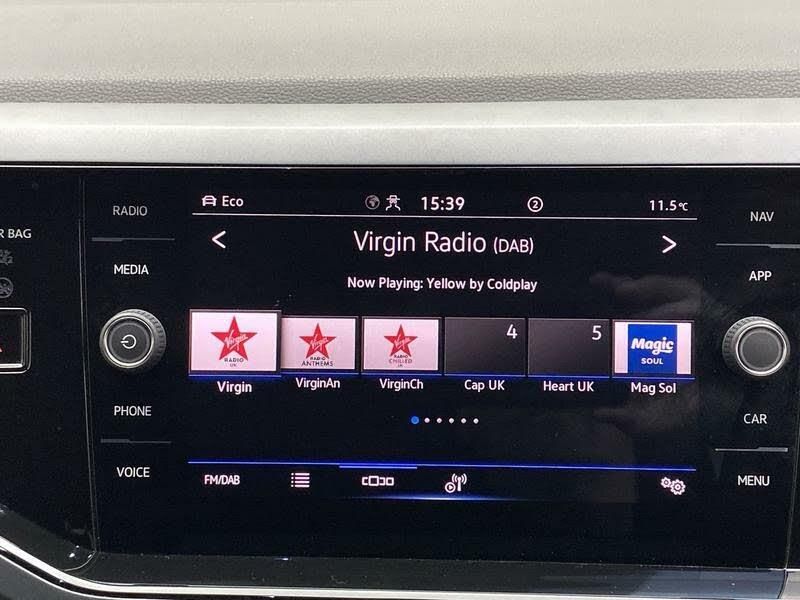 RADIO
Eco
15:39
2
11.5°C
NAV
R BAG
Virgin Radio (DAB)
MEDIA
APP
Now Playing: Yellow by Coldplay
Virgin
RADIO
UK
Virgin
RADIO
ANTHEMS
Virgin
RADIO
CHILLED
UK
4
5
Magic
SOUL
Virgin
VirginAn
VirginCh
Cap UK
Heart UK
Mag Sol
PHONE
CAR
VOICE
FM/DAB
MENU